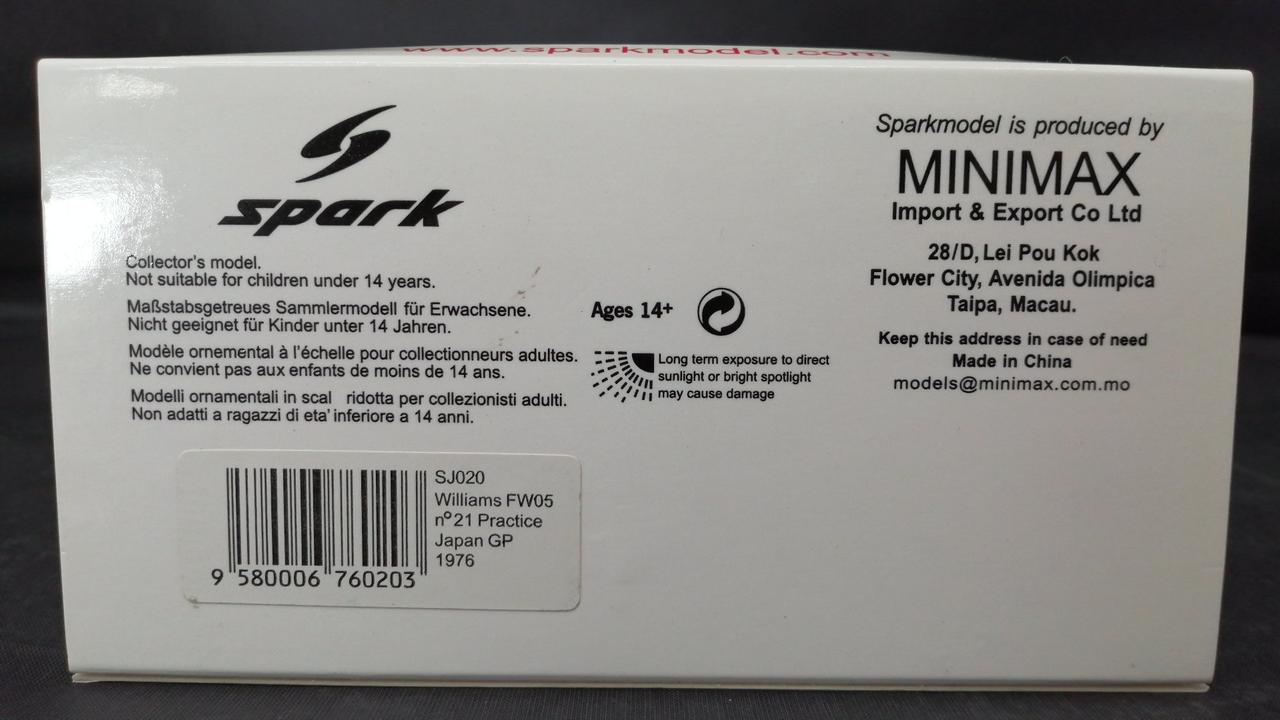 www.sparkmodel.com
spark
Collector's model.
Not suitable for children under 14 years.
Maßstabsgetreues Sammlermodell für Erwachsene.
Nicht geeignet für Kinder unter 14 Jahren.
Modèle ornemental à l'échelle pour collectionneurs adultes.
Ne convient pas aux enfants de moins de 14 ans.
Modelli ornamentali in scal ridotta per collezionisti adulti.
Non adatti a ragazzi di eta' inferiore a 14 anni.
Ages 14+
Long term exposure to direct
sunlight or bright spotlight
may cause damage
Sparkmodel is produced by
MINIMAX
Import & Export Co Ltd
28/D, Lei Pou Kok
Flower City, Avenida Olimpica
Taipa, Macau.
Keep this address in case of need
Made in China
models@minimax.com.mo
SJ020
Williams FW05
nº21 Practice
Japan GP
1976
9 580006 760203